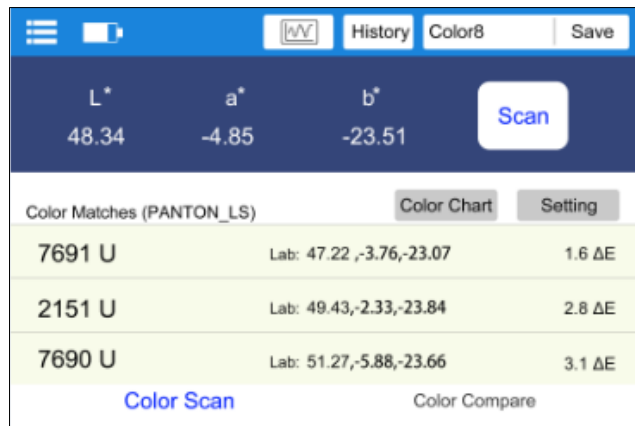 History Color8 Save
L* a* b*
48.34 -4.85 -23.51
Scan
Color Matches (PANTON_LS) Color Chart Setting
7691 U Lab: 47.22 ,-3.76,-23.07 1.6 ΔE
2151 U Lab: 49.43,-2.33,-23.84 2.8 ΔE
7690 U Lab: 51.27,-5.88,-23.66 3.1 ΔE
Color Scan Color Compare